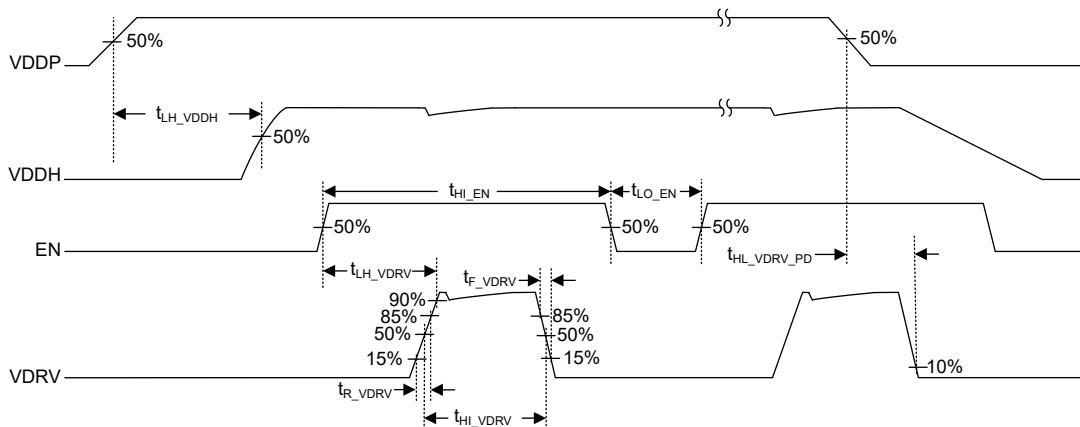 50%
50%
VDDP
t_LH_VDDH
50%
VDDH
t_HI_EN
t_LO_EN
50%
50%
50%
EN
t_HL_VDRV_PD
t_LH_VDRV
t_F_VDRV
90%
85%
85%
50%
50%
15%
15%
10%
VDRV
t_R_VDRV
t_HI_VDRV